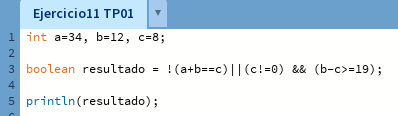 Ejercicio11 TP01
1 int a=34, b=12, c=8;
2
3 boolean resultado = !(a+b==c)||(c!=0) && (b-c>=19);
4
5 println(resultado);